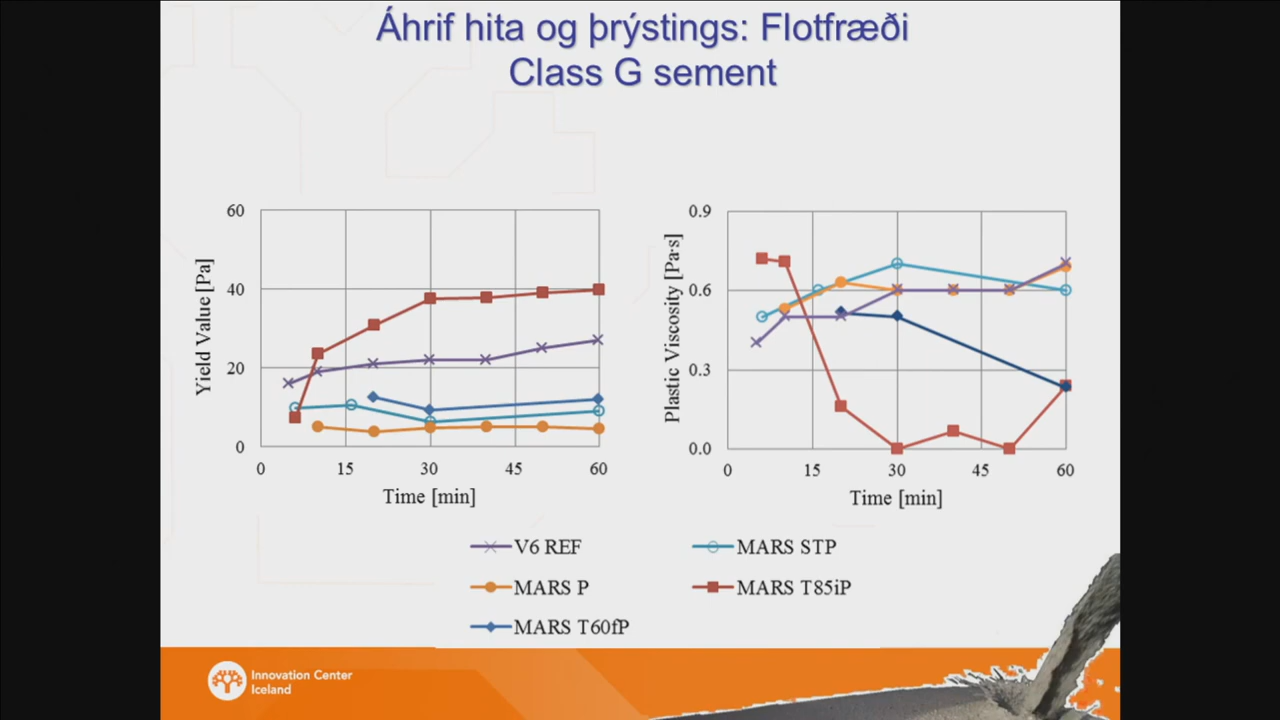 Áhrif hita og þrýstings: Flotfræði
Class G sement
Yield Value [Pa]
60
40
20
0
0 15 30 45 60
Time [min]
Plastic Viscosity [Pa·s]
0.9
0.6
0.3
0.0
0 15 30 45 60
Time [min]
V6 REF
MARS STP
MARS P
MARS T85iP
MARS T60fP
Innovation Center
Iceland